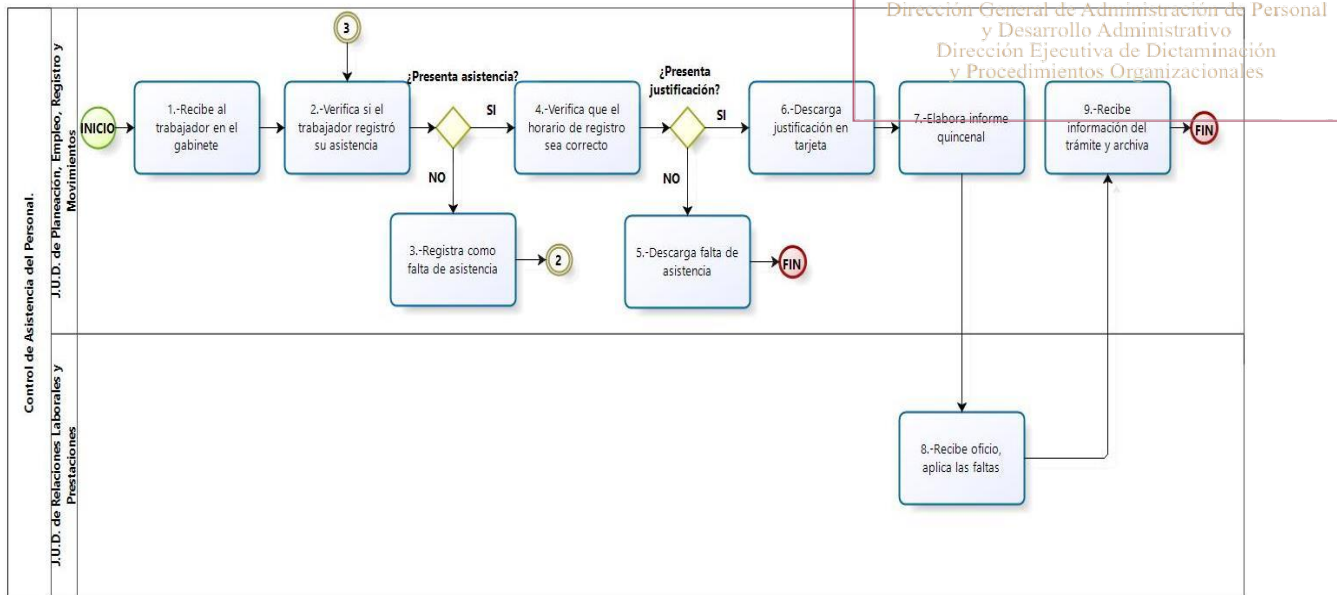 Dirección General de Administración de Personal
y Desarrollo Administrativo
Dirección Ejecutiva de Dictaminación
y Procedimientos Organizacionales
Control de Asistencia del Personal.
J.U.D. de Planeación, Empleo, Registro y
Movimientos
3
¿Presenta asistencia?
¿Presenta
justificación?
INICIO
1.-Recibe al
trabajador en el
gabinete
2.-Verifica si el
trabajador registró
su asistencia
SI
4.-Verifica que el
horario de registro
sea correcto
SI
6.-Descarga
justificación en
tarjeta
7.-Elabora informe
quincenal
9.-Recibe
información del
trámite y archiva
FIN
NO
NO
3.-Registra como
falta de asistencia
2
5.-Descarga falta de
asistencia
FIN
J.U.D. de Relaciones Laborales y
Prestaciones
8.-Recibe oficio,
aplica las faltas